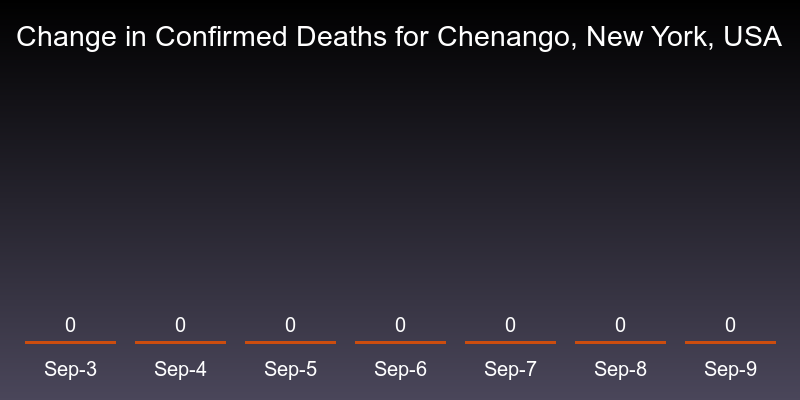 Change in Confirmed Deaths for Chenango, New York, USA
0 0 0 0 0 0 0
Sep-3 Sep-4 Sep-5 Sep-6 Sep-7 Sep-8 Sep-9